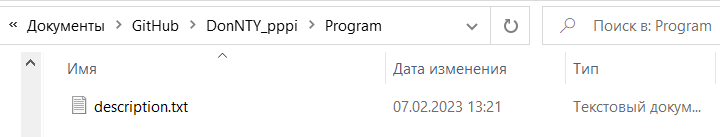 « Документы > GitHub > DonNTY_pppi > Program
Поиск в: Program
Имя Дата изменения Тип
description.txt 07.02.2023 13:21 Текстовый докум...